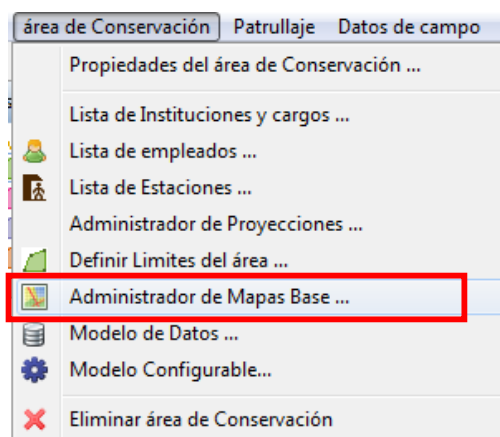 área de Conservación Patrullaje Datos de campo
Propiedades del área de Conservación ...
Lista de Instituciones y cargos ...
Lista de empleados ...
Lista de Estaciones ...
Administrador de Proyecciones ...
Definir Limites del área ...
Administrador de Mapas Base ...
Modelo de Datos ...
Modelo Configurable...
Eliminar área de Conservación